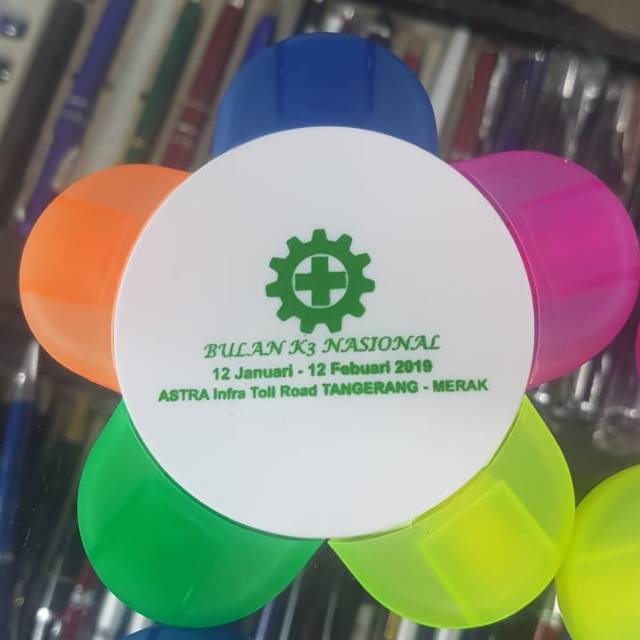 BULAN K3 NASIONAL
12 Januari - 12 Febuari 2019
ASTRA Infra Toll Road TANGERANG - MERAK